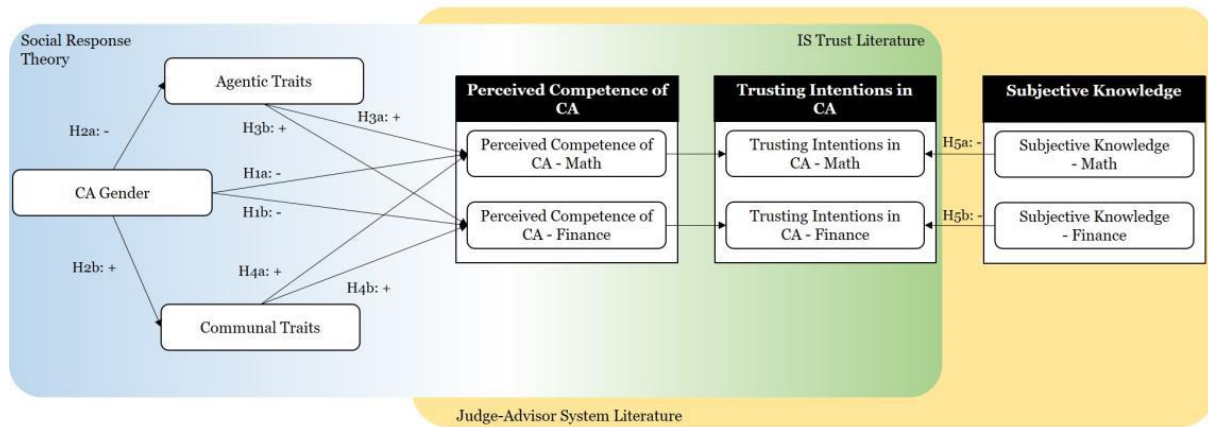 Social Response
Theory
IS Trust Literature
Agentic Traits
Perceived Competence of
CA
Trusting Intentions in
CA
Subjective Knowledge
H2a: -
H3b: +
H3a: +
Perceived Competence of
CA - Math
Trusting Intentions in
CA - Math
H5a: -
Subjective Knowledge
- Math
CA Gender
H1a: -
H1b: -
Perceived Competence of
CA - Finance
Trusting Intentions in
CA - Finance
H5b: -
Subjective Knowledge
- Finance
H2b: +
H4a: +
H4b: +
Communal Traits
Judge-Advisor System Literature